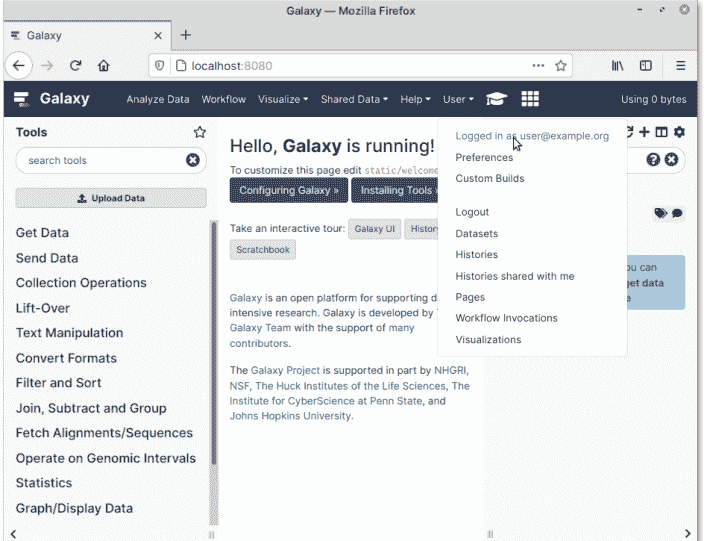 Galaxy — Mozilla Firefox
Galaxy
localhost:8080
Galaxy Analyze Data Workflow Visualize Shared Data Help User Using 0 bytes
Tools
search tools
Upload Data
Get Data
Send Data
Collection Operations
Lift-Over
Text Manipulation
Convert Formats
Filter and Sort
Join, Subtract and Group
Fetch Alignments/Sequences
Operate on Genomic Intervals
Statistics
Graph/Display Data
Hello, Galaxy is running!
To customize this page edit static/welcome
Configuring Galaxy »
Installing Tools »
Take an interactive tour: Galaxy UI History
Scratchbook
Galaxy is an open platform for supporting d
intensive research. Galaxy is developed by
Galaxy Team with the support of many
contributors.
The Galaxy Project is supported in part by NHGRI,
NSF, The Huck Institutes of the Life Sciences, The
Institute for CyberScience at Penn State, and
Johns Hopkins University.
Logged in as user@example.org
Preferences
Custom Builds
Logout
Datasets
Histories
Histories shared with me
Pages
Workflow Invocations
Visualizations
ou can
get data